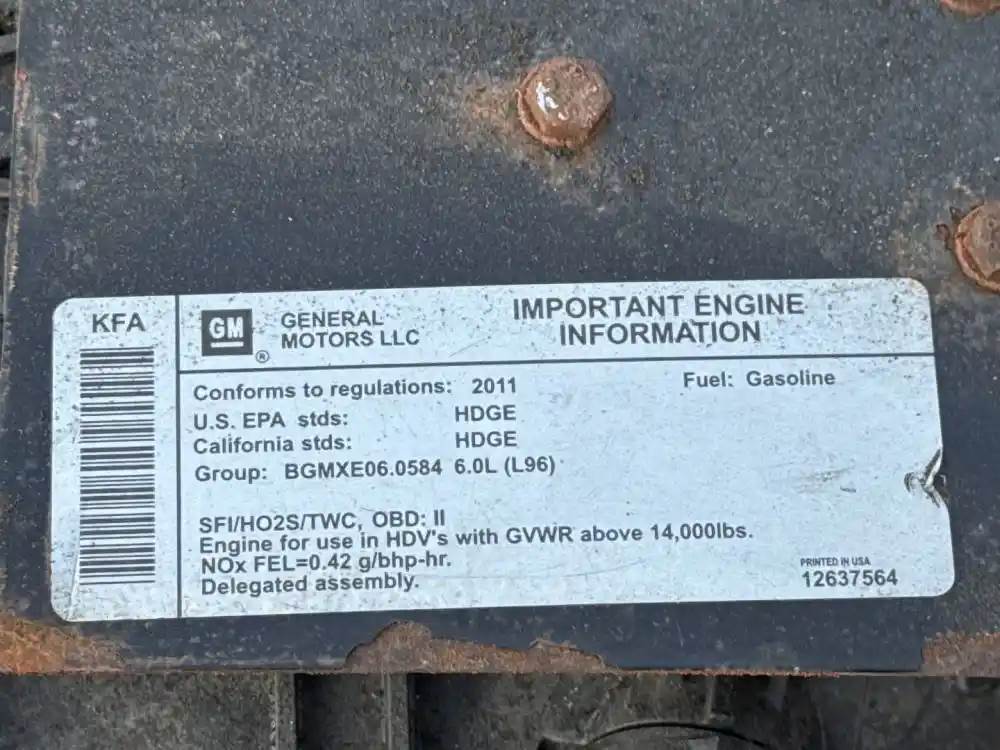 KFA
GM
®
GENERAL
MOTORS LLC
IMPORTANT ENGINE
INFORMATION
Conforms to regulations: 2011
Fuel: Gasoline
U.S. EPA stds: HDGE
California stds: HDGE
Group: BGMXE06.0584 6.0L (L96)
SFI/HO2S/TWC, OBD: II
Engine for use in HDV's with GVWR above 14,000lbs.
NOx FEL=0.42 g/bhp-hr.
Delegated assembly.
PRINTED IN USA
12637564